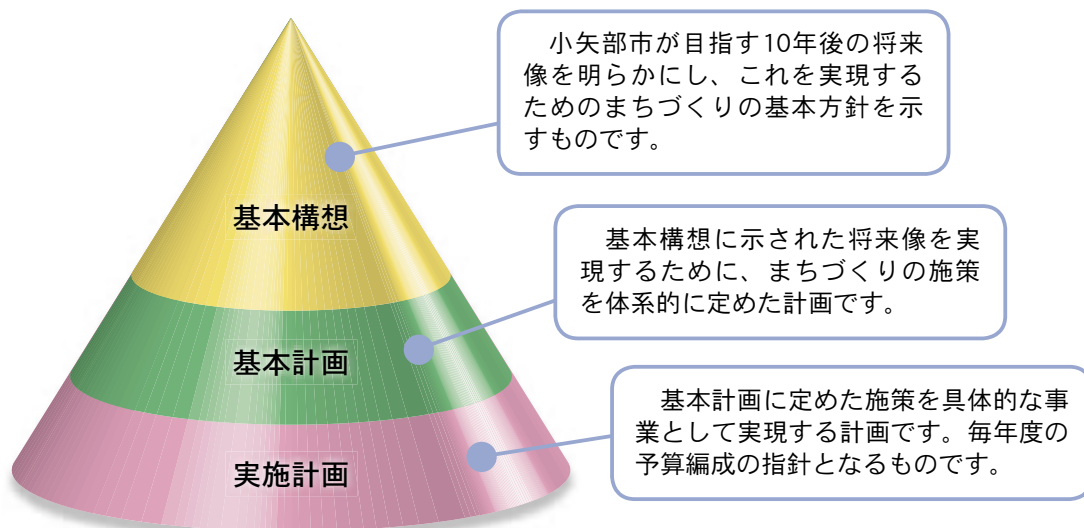 小矢部市が目指す10年後の将来
像を明らかにし、これを実現する
ためのまちづくりの基本方針を示
すものです。
基本構想
基本構想に示された将来像を実
現するために、まちづくりの施策
を体系的に定めた計画です。
基本計画
基本計画に定めた施策を具体的な事
業として実現する計画です。毎年度の
予算編成の指針となるものです。
実施計画